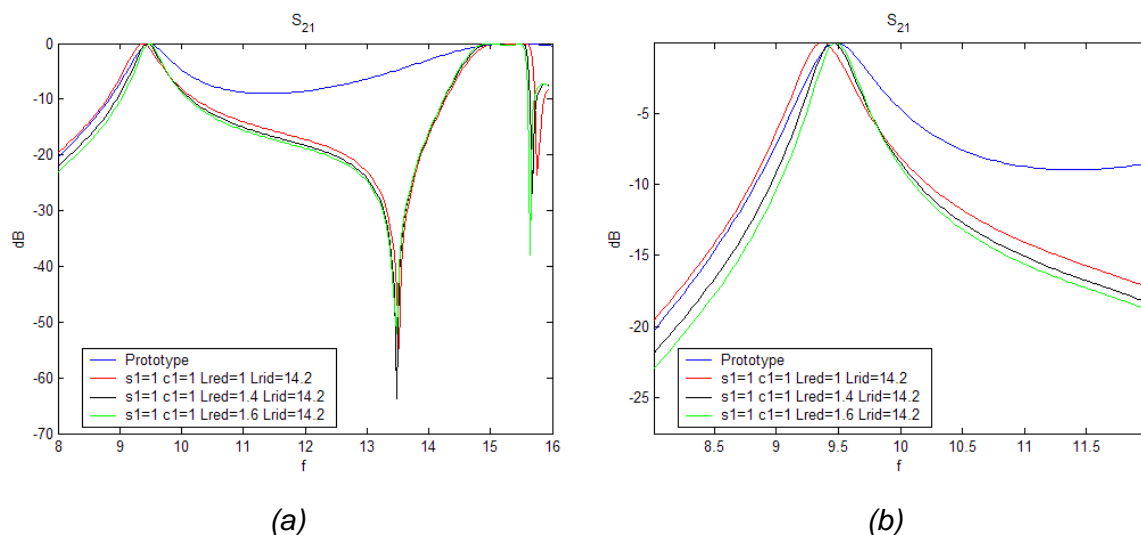 S21
0
-10
-20
-30
-40
-50
-60
-70
dB
8 9 10 11 12 13 14 15 16
f
Prototype
s1=1 c1=1 Lred=1 Lrid=14.2
s1=1 c1=1 Lred=1.4 Lrid=14.2
s1=1 c1=1 Lred=1.6 Lrid=14.2
(a)
S21
-5
-10
-15
-20
-25
dB
8.5 9 9.5 10 10.5 11 11.5
f
Prototype
s1=1 c1=1 Lred=1 Lrid=14.2
s1=1 c1=1 Lred=1.4 Lrid=14.2
s1=1 c1=1 Lred=1.6 Lrid=14.2
(b)